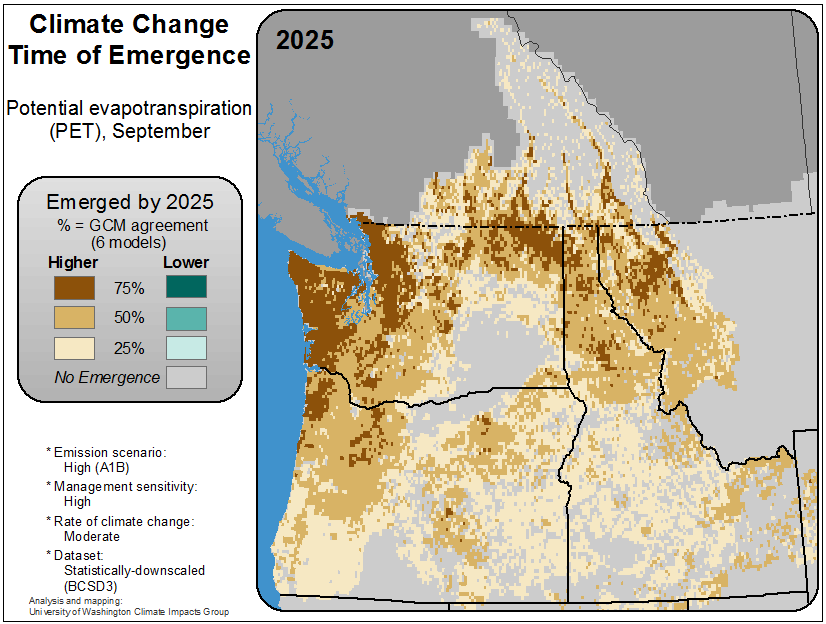 Climate Change
Time of Emergence
Potential evapotranspiration
(PET), September
Emerged by 2025
% = GCM agreement
(6 models)
Higher Lower
75%
50%
25%
No Emergence
* Emission scenario:
High (A1B)
* Management sensitivity:
High
* Rate of climate change:
Moderate
* Dataset:
Statistically-downscaled
(BCSD3)
Analysis and mapping:
University of Washington Climate Impacts Group
2025